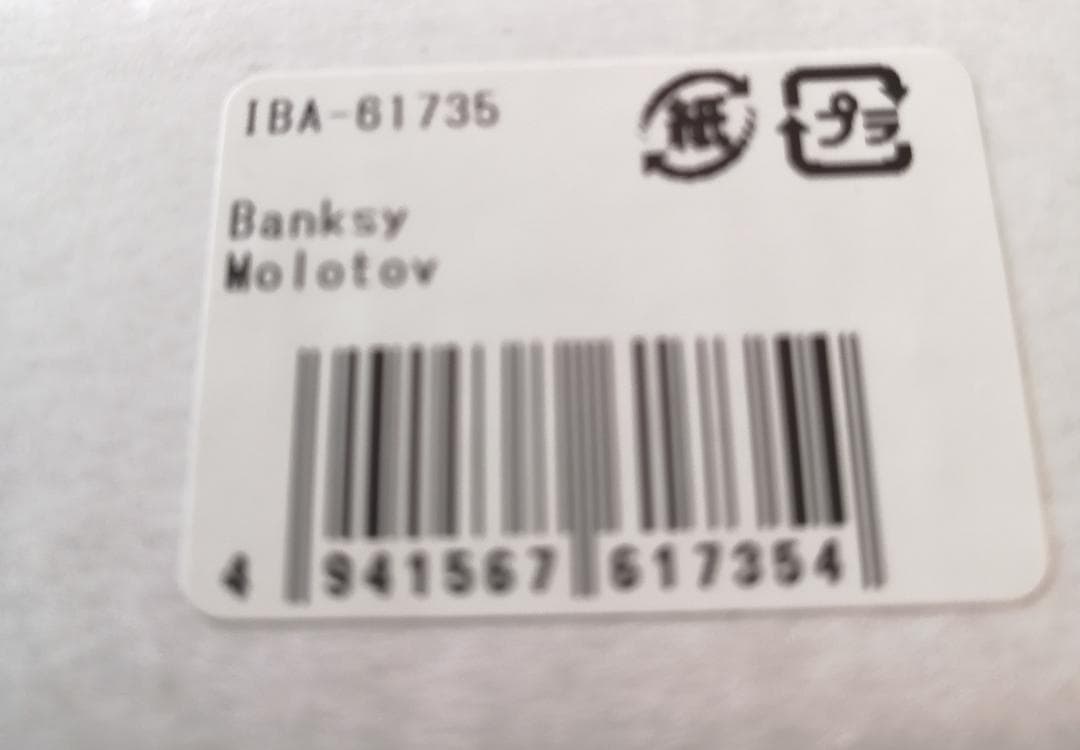 IBA-61735
紙 プラ
Banksy
Molotov
4 941567 617354